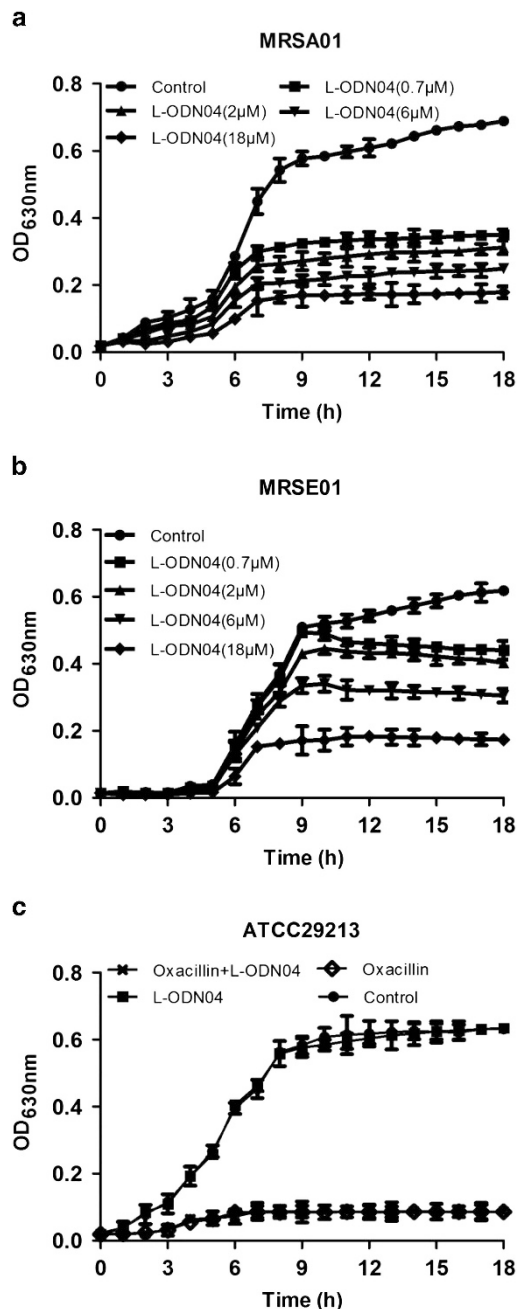 a
MRSA01
Control
L-ODN04(0.7μM)
L-ODN04(2μM)
L-ODN04(6μM)
L-ODN04(18μM)
OD630nm
0.8
0.6
0.4
0.2
0.0
0 3 6 9 12 15 18
Time (h)
b
MRSE01
Control
L-ODN04(0.7μM)
L-ODN04(2μM)
L-ODN04(6μM)
L-ODN04(18μM)
OD630nm
0.8
0.6
0.4
0.2
0.0
0 3 6 9 12 15 18
Time (h)
c
ATCC29213
Oxacillin+L-ODN04
Oxacillin
L-ODN04
Control
OD630nm
0.8
0.6
0.4
0.2
0.0
0 3 6 9 12 15 18
Time (h)